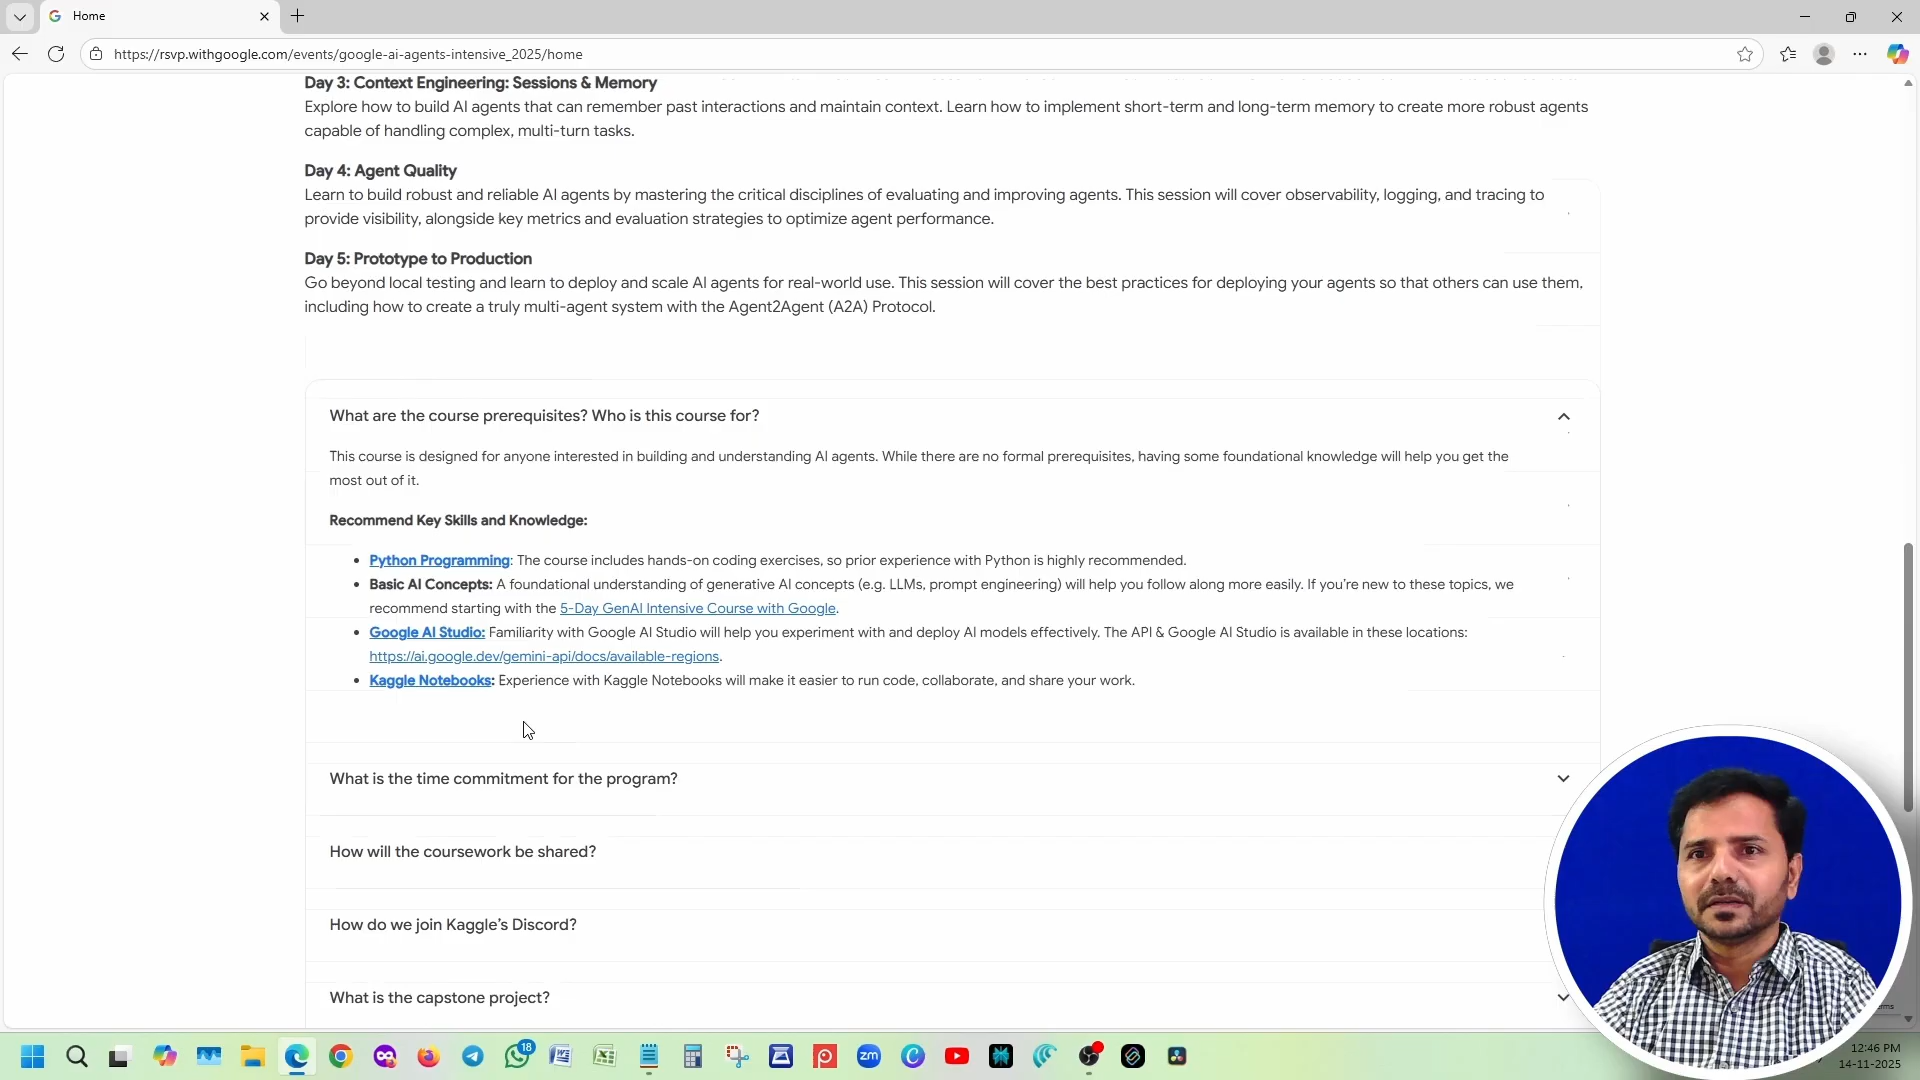 Home
https://rsvp.withgoogle.com/events/google-ai-agents-intensive_2025/home
Day 3: Context Engineering: Sessions & Memory
Explore how to build AI agents that can remember past interactions and maintain context. Learn how to implement short-term and long-term memory to create more robust agents
capable of handling complex, multi-turn tasks.
Day 4: Agent Quality
Learn to build robust and reliable AI agents by mastering the critical disciplines of evaluating and improving agents. This session will cover observability, logging, and tracing to
provide visibility, alongside key metrics and evaluation strategies to optimize agent performance.
Day 5: Prototype to Production
Go beyond local testing and learn to deploy and scale AI agents for real-world use. This session will cover the best practices for deploying your agents so that others can use them,
including how to create a truly multi-agent system with the Agent2Agent (A2A) Protocol.
What are the course prerequisites? Who is this course for?
This course is designed for anyone interested in building and understanding AI agents. While there are no formal prerequisites, having some foundational knowledge will help you get the
most out of it.
Recommend Key Skills and Knowledge:
• Python Programming: The course includes hands-on coding exercises, so prior experience with Python is highly recommended.
• Basic AI Concepts: A foundational understanding of generative AI concepts (e.g. LLMs, prompt engineering) will help you follow along more easily. If you're new to these topics, we
recommend starting with the 5-Day GenAI Intensive Course with Google.
• Google AI Studio: Familiarity with Google AI Studio will help you experiment with and deploy AI models effectively. The API & Google AI Studio is available in these locations:
https://ai.google.dev/gemini-api/docs/available-regions.
• Kaggle Notebooks: Experience with Kaggle Notebooks will make it easier to run code, collaborate, and share your work.
What is the time commitment for the program?
How will the coursework be shared?
How do we join Kaggle's Discord?
What is the capstone project?
18
zm
12:46 PM
14-11-2025